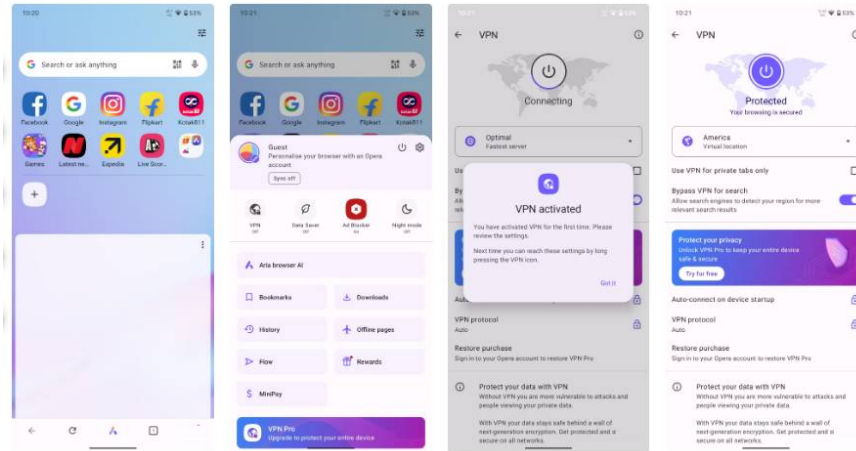 10:20
53%
Search or ask anything
Facebook
Google
Instagram
Flipkart
Kotak811
Games
Latest ne...
Expedia
Live Scor...
10:21
53%
Search or ask anything
Facebook
Google
Instagram
Flipkart
Kotak811
Guest
Personalise your browser with an Opera
account
Sync off
VPN
Off
Data Saver
Off
Ad Blocker
On
Night mode
Off
Aria browser AI
Bookmarks
Downloads
History
Offline pages
Flow
Rewards
MiniPay
VPN Pro
Upgrade to protect your entire device
10:21
53%
VPN
Connecting
Optimal
Fastest server
VPN activated
You have activated VPN for the first time. Please
review the settings.
Next time you can reach these settings by long
pressing the VPN icon.
Got it
VPN protocol
Auto
Restore purchase
Sign in to your Opera account to restore VPN Pro
Protect your data with VPN
Without VPN you are more vulnerable to attacks and
people viewing your private data.
With VPN your data stays safe behind a wall of
next-generation encryption. Get protected and
secure on all networks.
10:21
53%
VPN
Protected
Your browsing is secured
America
Virtual location
Use VPN for private tabs only
Bypass VPN for search
Allow search engines to detect your region for more
relevant search results
Protect your privacy
Unlock VPN Pro to keep your entire device
safe & secure
Try for free
Auto-connect on device startup
VPN protocol
Auto
Restore purchase
Sign in to your Opera account to restore VPN Pro
Protect your data with VPN
Without VPN you are more vulnerable to attacks and
people viewing your private data.
With VPN your data stays safe behind a wall of
next-generation encryption. Get protected and
secure on all networks.